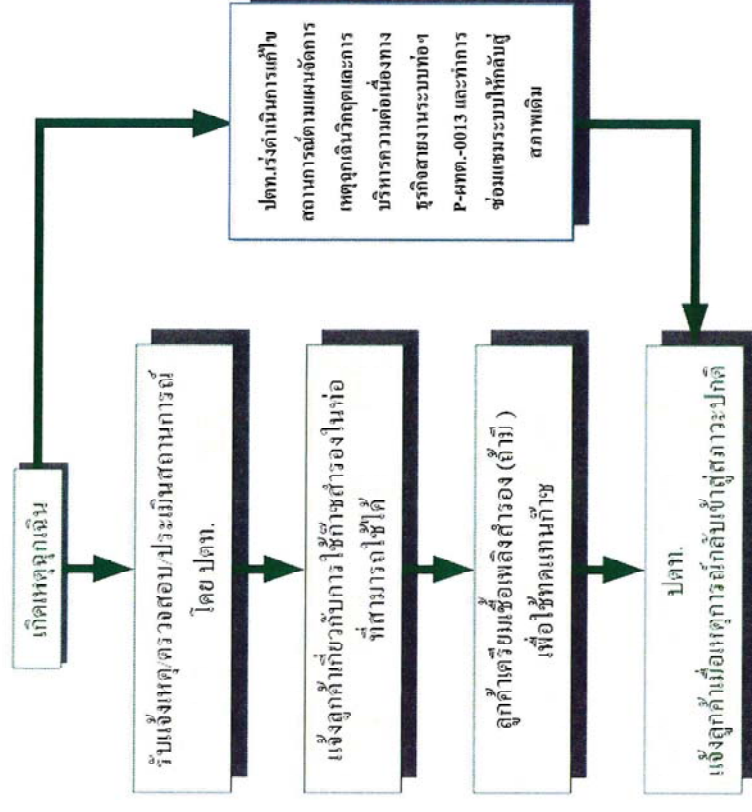 เกิดเหตุฉุกเฉิน
รับแจ้งเหตุ/ตรวจสอบ/ประเมินสถานการณ์
โดย ปตท.
แจ้งลูกค้าเกี่ยวกับการใช้ก๊าซสำรองในท่อ
ที่สามารถใช้ได้
ลูกค้าเตรียมเชื้อเพลิงสำรอง (ถ้ามี )
เพื่อใช้ทดแทนก๊าซ
ปตท.
แจ้งลูกค้าเมื่อเหตุการณ์กลับเข้าสู่สภาวะปกติ
ปตท.เร่งดำเนินการแก้ไข
สถานการณ์ตามแผนจัดการ
เหตุฉุกเฉินวิกฤตและการ
บริหารความต่อเนื่องทาง
ธุรกิจสายงานระบบท่อฯ
P-ผทต.-0013 และทำการ
ซ่อมแซมระบบให้กลับสู่
สภาพเดิม